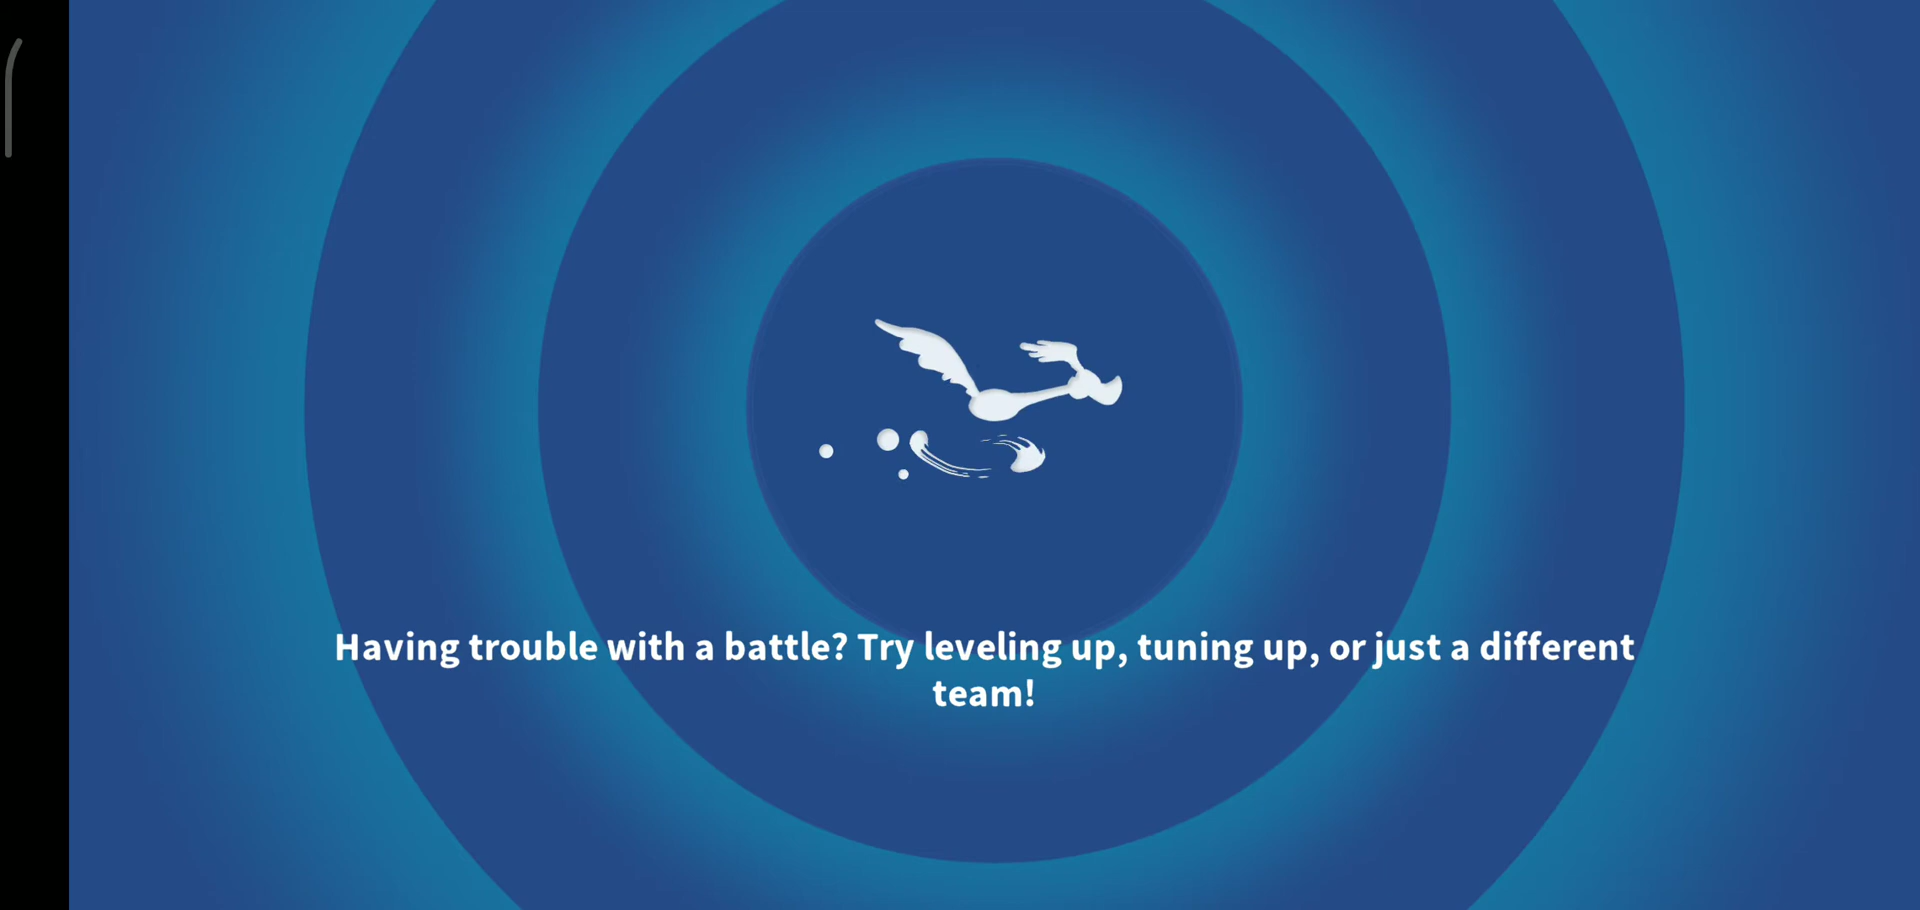 Having trouble with a battle? Try leveling up, tuning up, or just a different
team!